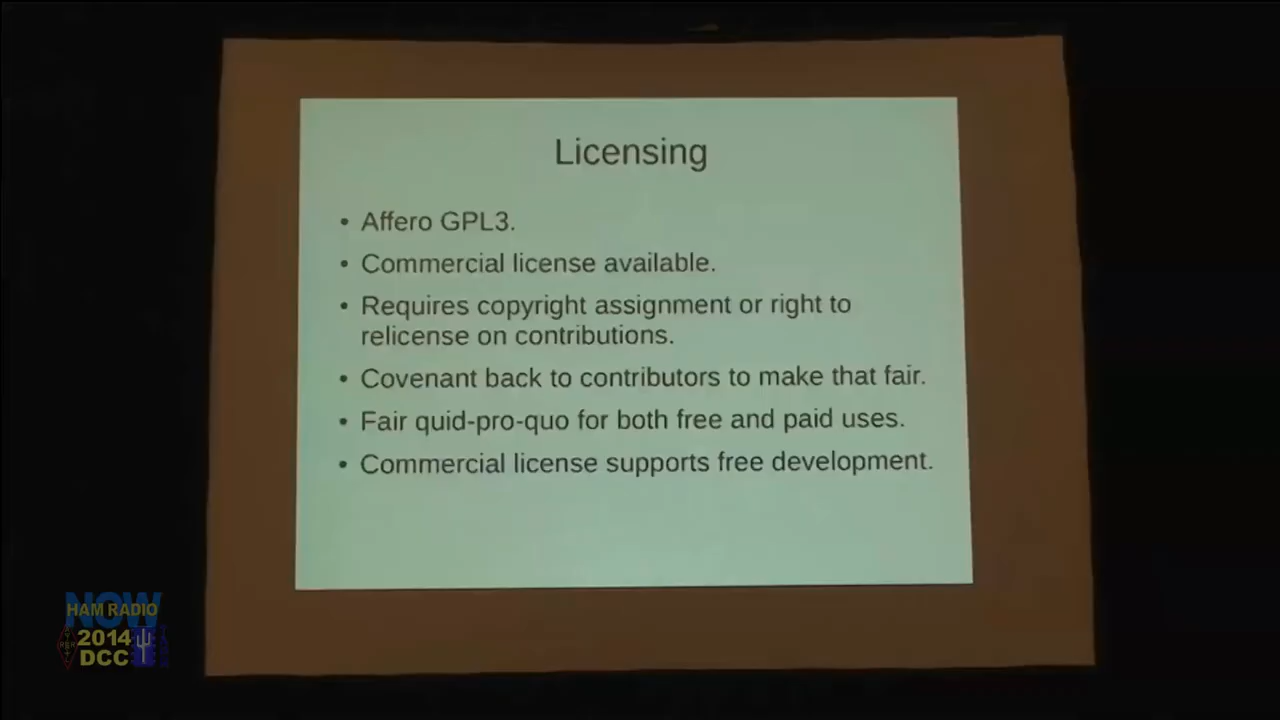 Licensing
• Affero GPL3.
• Commercial license available.
• Requires copyright assignment or right to
relicense on contributions.
• Covenant back to contributors to make that fair.
• Fair quid-pro-quo for both free and paid uses.
• Commercial license supports free development.
NOW
HAM RADIO
2014
DCC